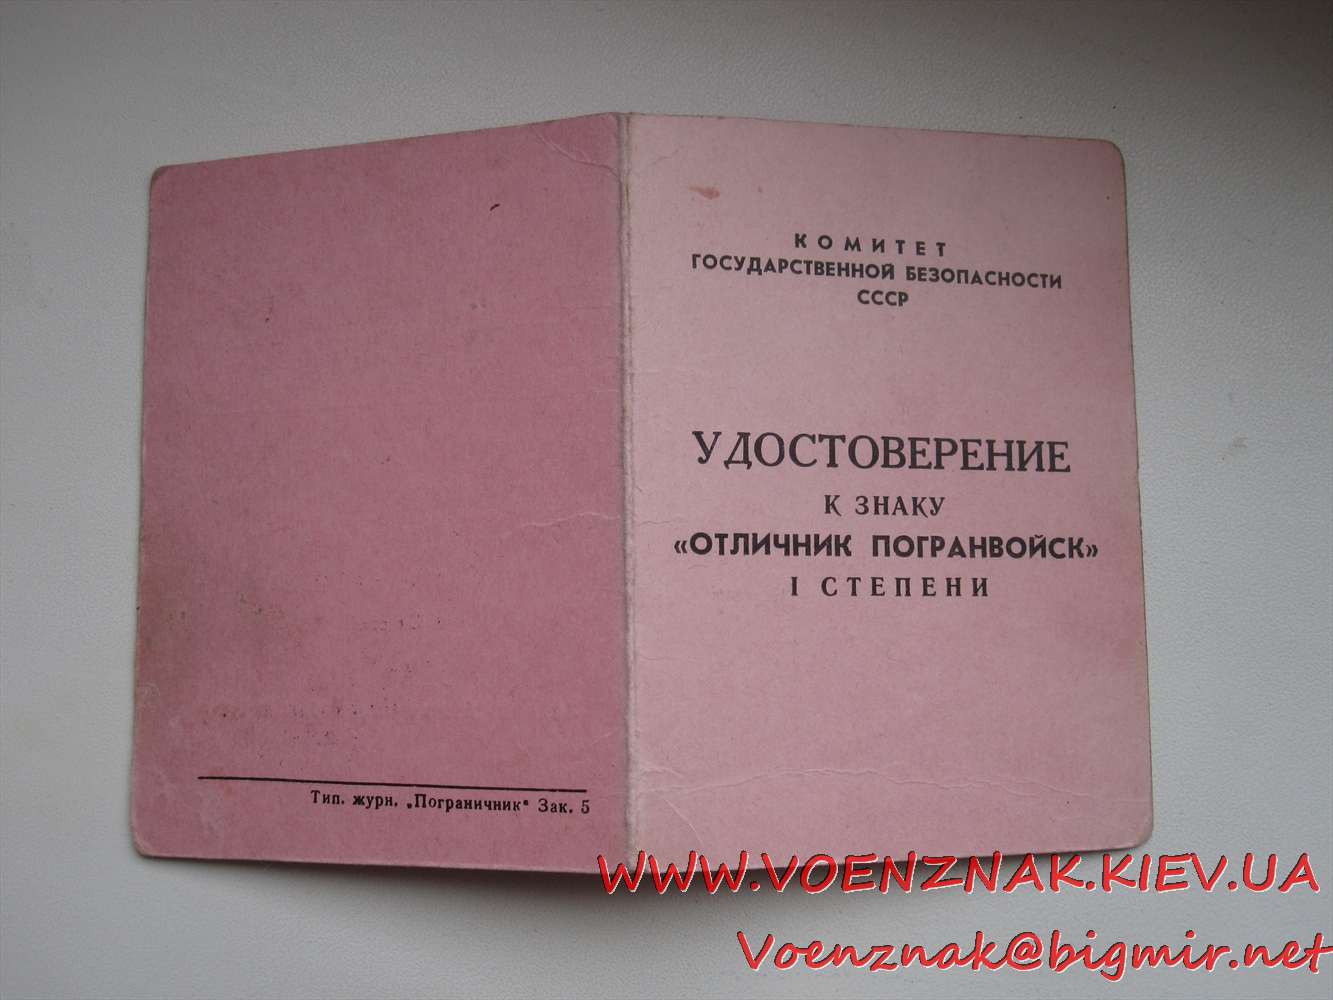 КОМИТЕТ
ГОСУДАРСТВЕННОЙ БЕЗОПАСНОСТИ
СССР
УДОСТОВЕРЕНИЕ
К ЗНАКУ
«ОТЛИЧНИК ПОГРАНВОЙСК»
I СТЕПЕНИ
Тип. журн. „Пограничник“ Зак. 5
WWW.VOENZNAK.KIEV.UA
Voenznak@bigmir.net